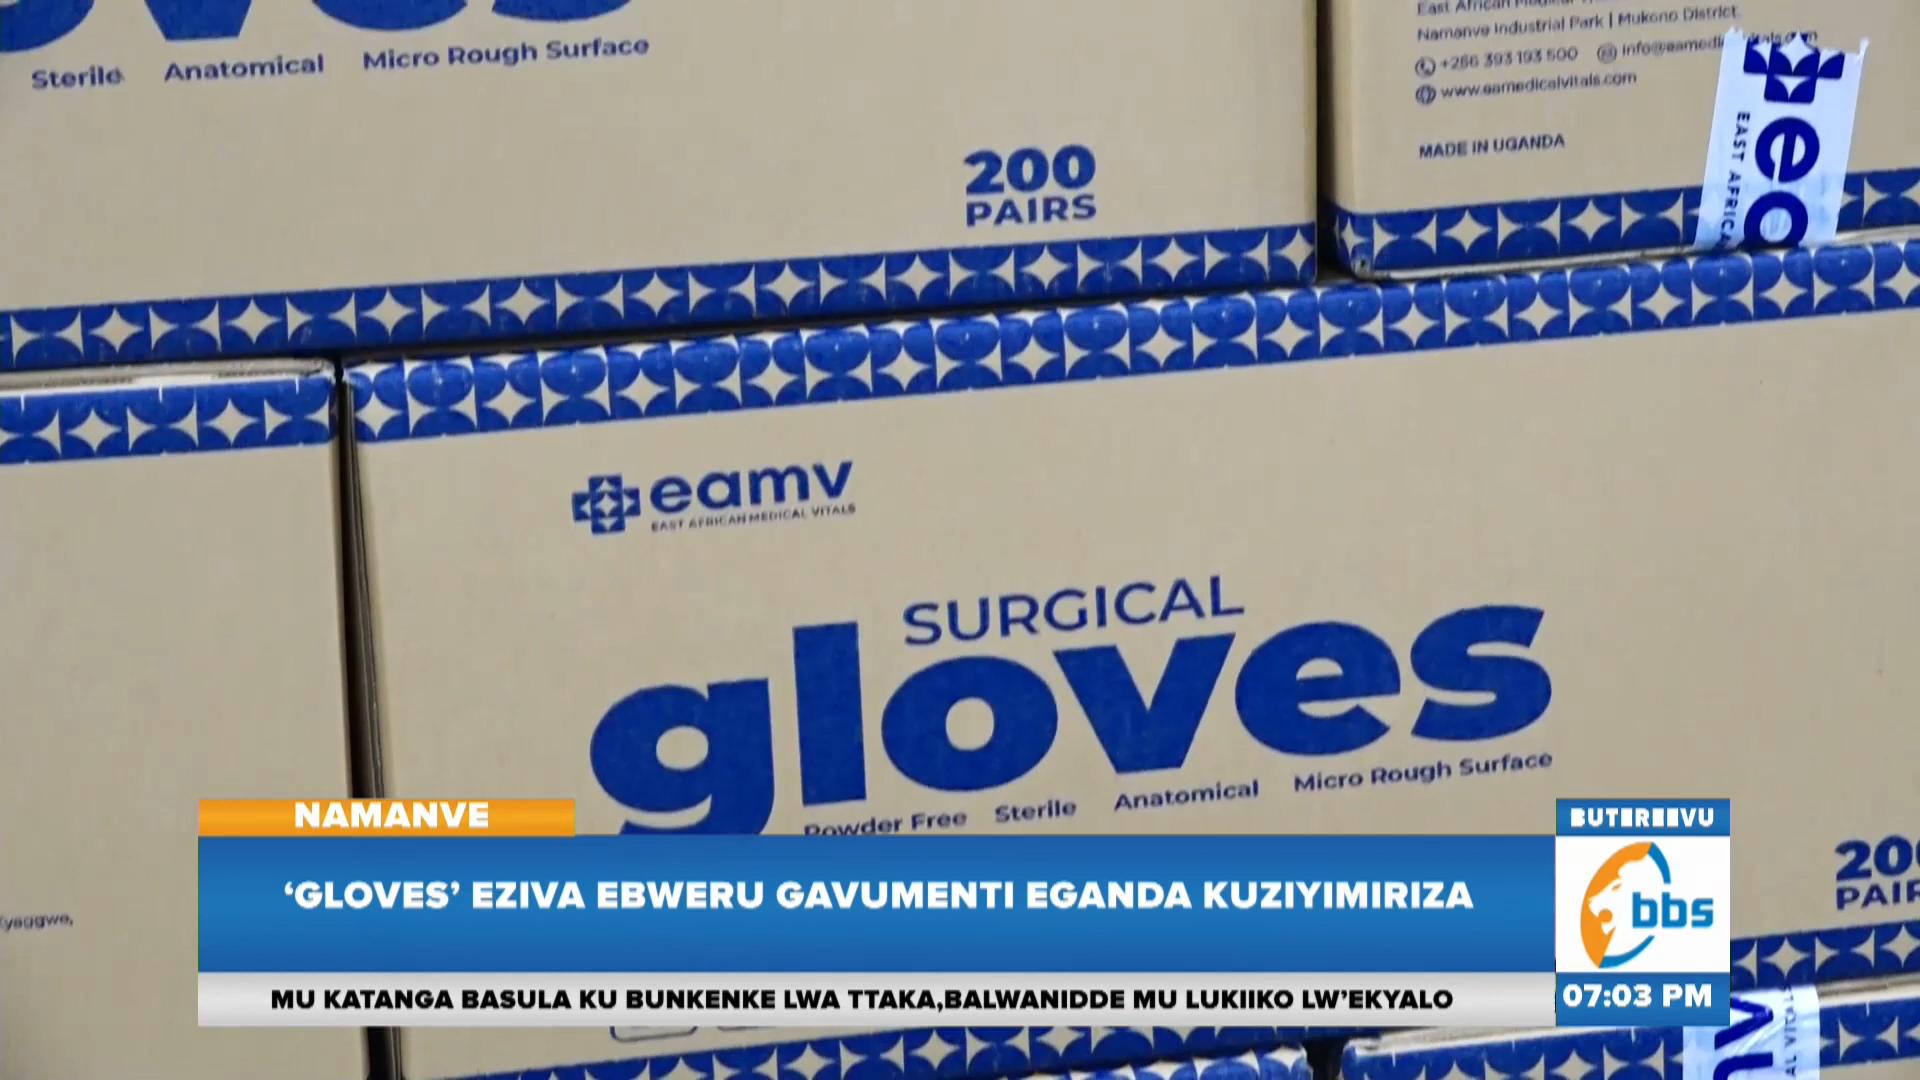 Sterile Anatomical Micro Rough Surface
200
PAIRS
East African
Namanve Industrial Park | Mukono District.
+256 393 193 500
www.eamedicalvitals.com
MADE IN UGANDA
EAST AFRICA
eamv
EAST AFRICAN MEDICAL VITALS
SURGICAL
gloves
Powder Free Sterile Anatomical Micro Rough Surface
NAMANVE
BUTEREEVU
‘GLOVES’ EZIVA EBWERU GAVUMENTI EGANDA KUZIYIMIRIZA
bbs
MU KATANGA BASULA KU BUNKENKE LWA TTAKA,BALWANIDDE MU LUKIIKO LW’EKYALO
07:03 PM